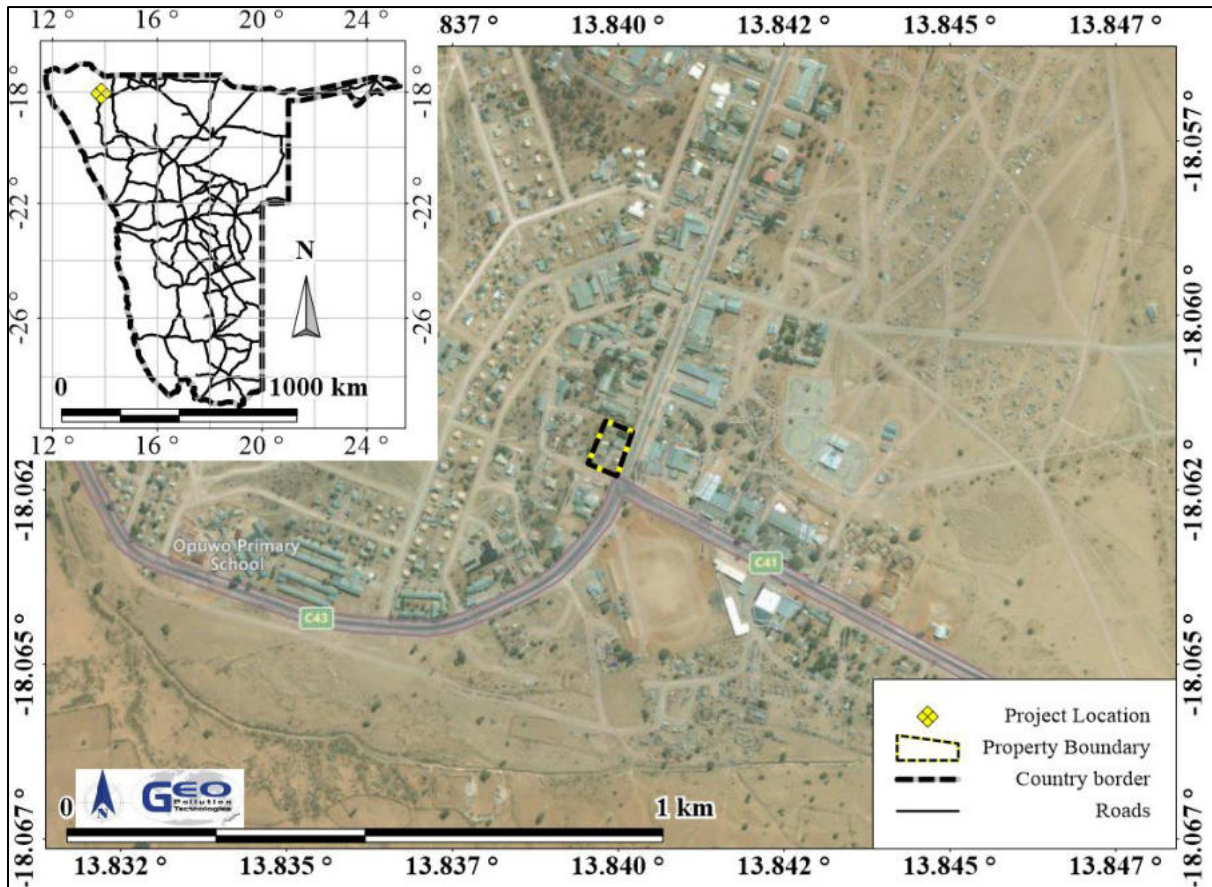 12 ° 16 ° 20 ° 24 °
.837 ° 13.840 ° 13.842 ° 13.845 ° 13.847 °
-18°
-22°
-26°
-18°
-22°
-26°
N
0 1000 km
12 ° 16 ° 20 ° 24 °
-18.057 °
-18.060 °
-18.062 °
-18.062 °
Opuwo Primary
School
C41
C43
-18.065 °
-18.065 °
Project Location
Property Boundary
Country border
Roads
N
GEO
Pollution
Technologies
0 1 km
-18.067 °
-18.067 °
13.832 ° 13.835 ° 13.837 ° 13.840 ° 13.842 ° 13.845 ° 13.847 °